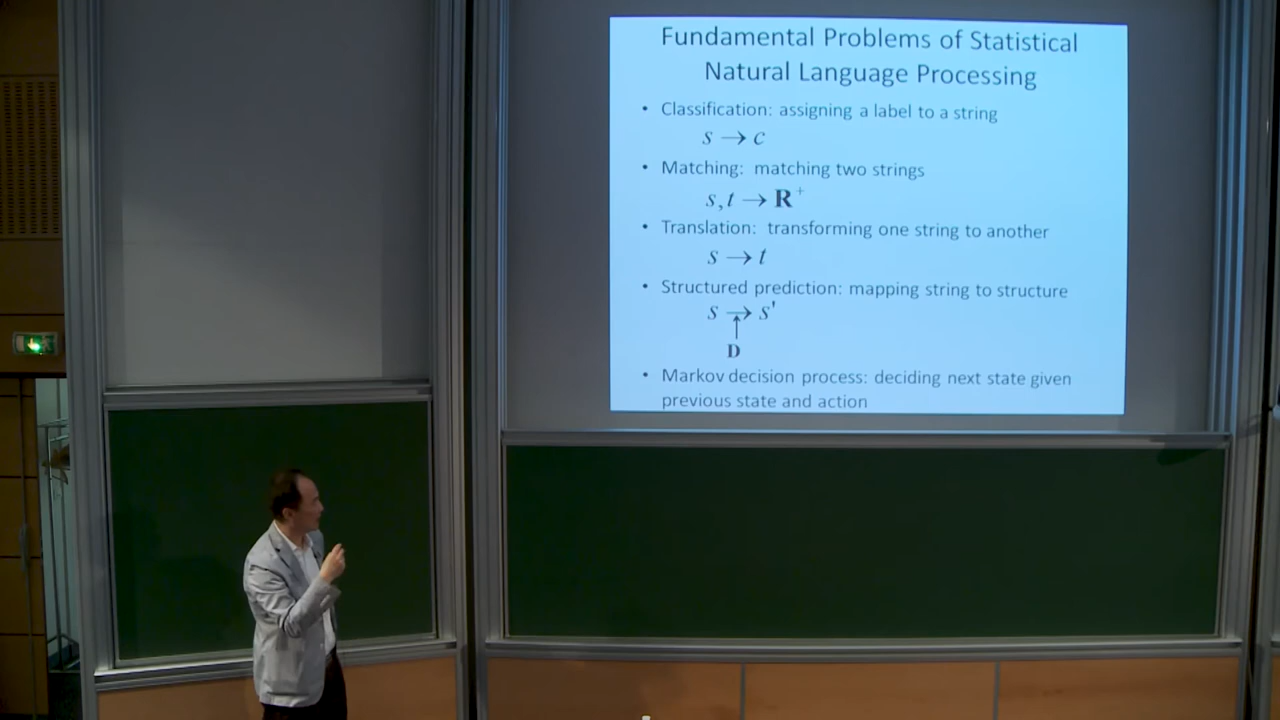 Fundamental Problems of Statistical
Natural Language Processing
• Classification: assigning a label to a string
s → c
• Matching: matching two strings
s, t → R⁺
• Translation: transforming one string to another
s → t
• Structured prediction: mapping string to structure
s → s'
↑
D
• Markov decision process: deciding next state given
previous state and action